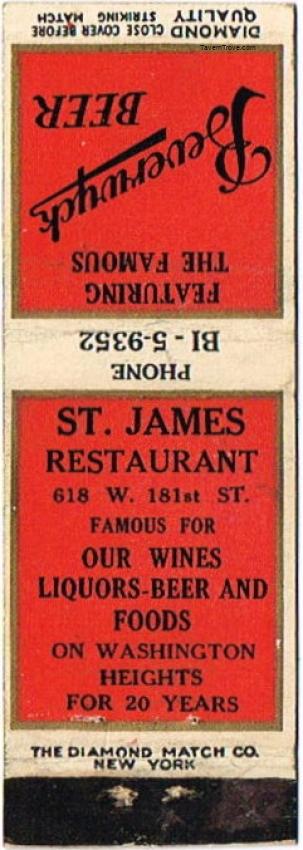 DIAMOND CLOSE COVER BEFORE
QUALITY STRIKING MATCH
TavernTrove.com
FEATURING
THE FAMOUS
Beverwyck
BEER
PHONE
BI - 5-9352
ST. JAMES
RESTAURANT
618 W. 181st ST.
FAMOUS FOR
OUR WINES
LIQUORS-BEER AND
FOODS
ON WASHINGTON
HEIGHTS
FOR 20 YEARS
THE DIAMOND MATCH CO.
NEW YORK